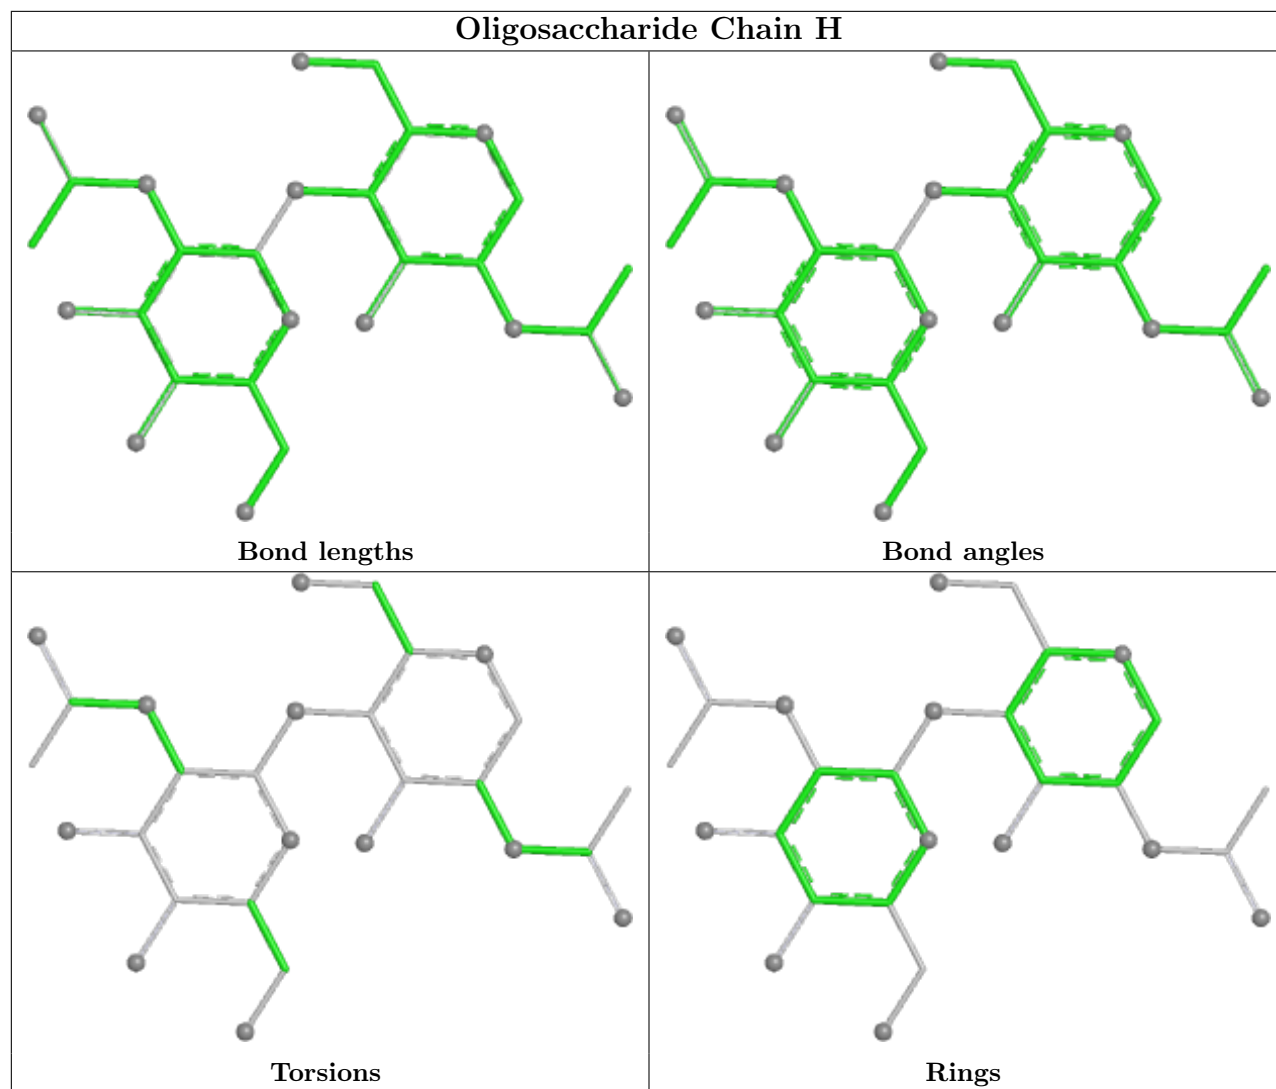 Oligosaccharide Chain H
Bond lengths
Bond angles
Torsions
Rings